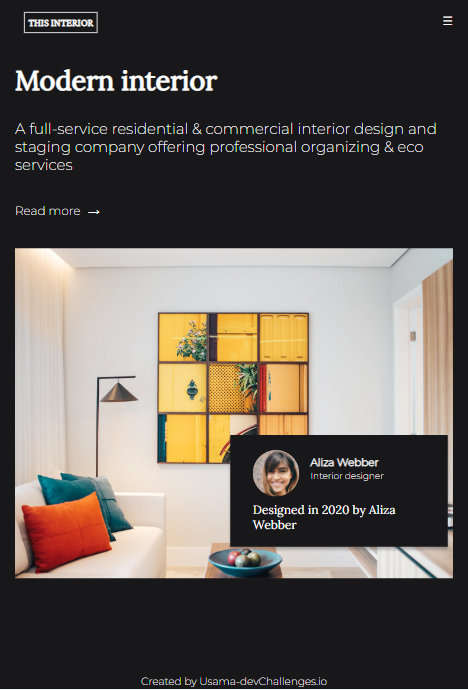 THIS INTERIOR
Modern interior
A full-service residential & commercial interior design and
staging company offering professional organizing & eco
services
Read more →
Aliza Webber
Interior designer
Designed in 2020 by Aliza
Webber
Created by Usama-devChallenges.io